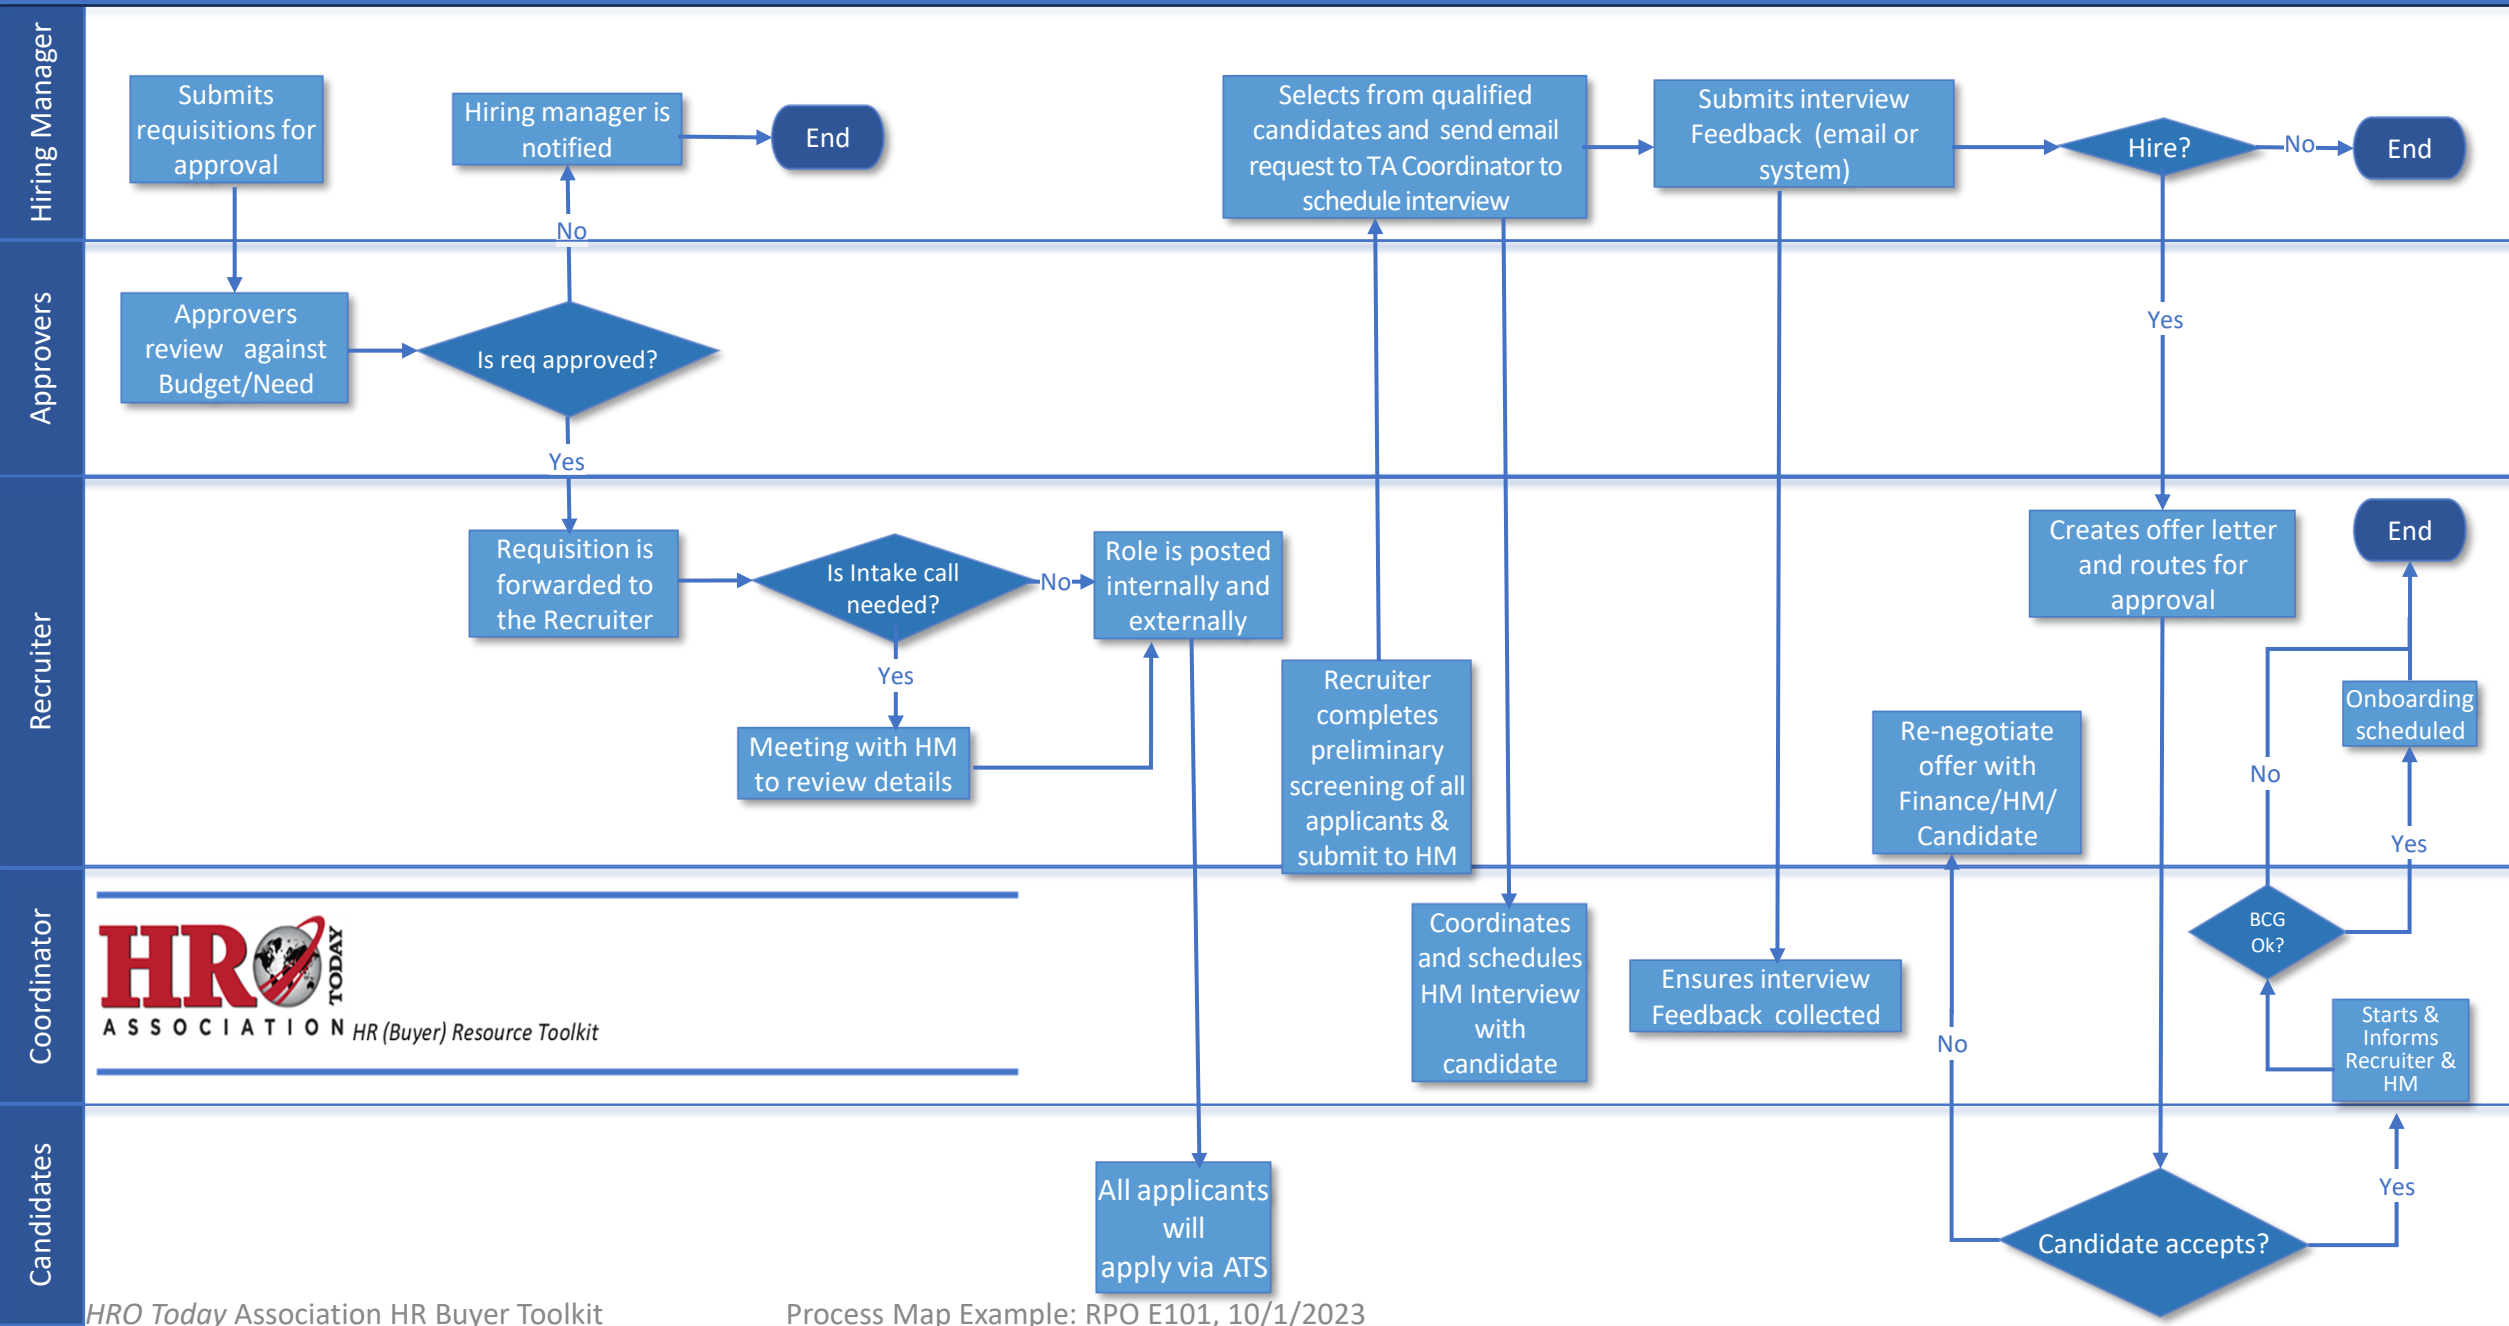 Hiring Manager
Submits
requisitions for
approval
Hiring manager is
notified
End
No
Selects from qualified
candidates and send email
request to TA Coordinator to
schedule interview
Submits interview
Feedback (email or
system)
Hire?
No
End
Approvers
Approvers
review against
Budget/Need
Is req approved?
Yes
Yes
Recruiter
Requisition is
forwarded to
the Recruiter
Is Intake call
needed?
No
Yes
Meeting with HM
to review details
Role is posted
internally and
externally
Recruiter
completes
preliminary
screening of all
applicants &
submit to HM
Creates offer letter
and routes for
approval
End
Re-negotiate
offer with
Finance/HM/
Candidate
No
Onboarding
scheduled
Yes
Coordinator
HRO TODAY
ASSOCIATION HR (Buyer) Resource Toolkit
Coordinates
and schedules
HM Interview
with
candidate
Ensures interview
Feedback collected
No
BCG
Ok?
Starts &
Informs
Recruiter &
HM
Candidates
All applicants
will
apply via ATS
Candidate accepts?
Yes
HRO Today Association HR Buyer Toolkit
Process Map Example: RPO E101, 10/1/2023